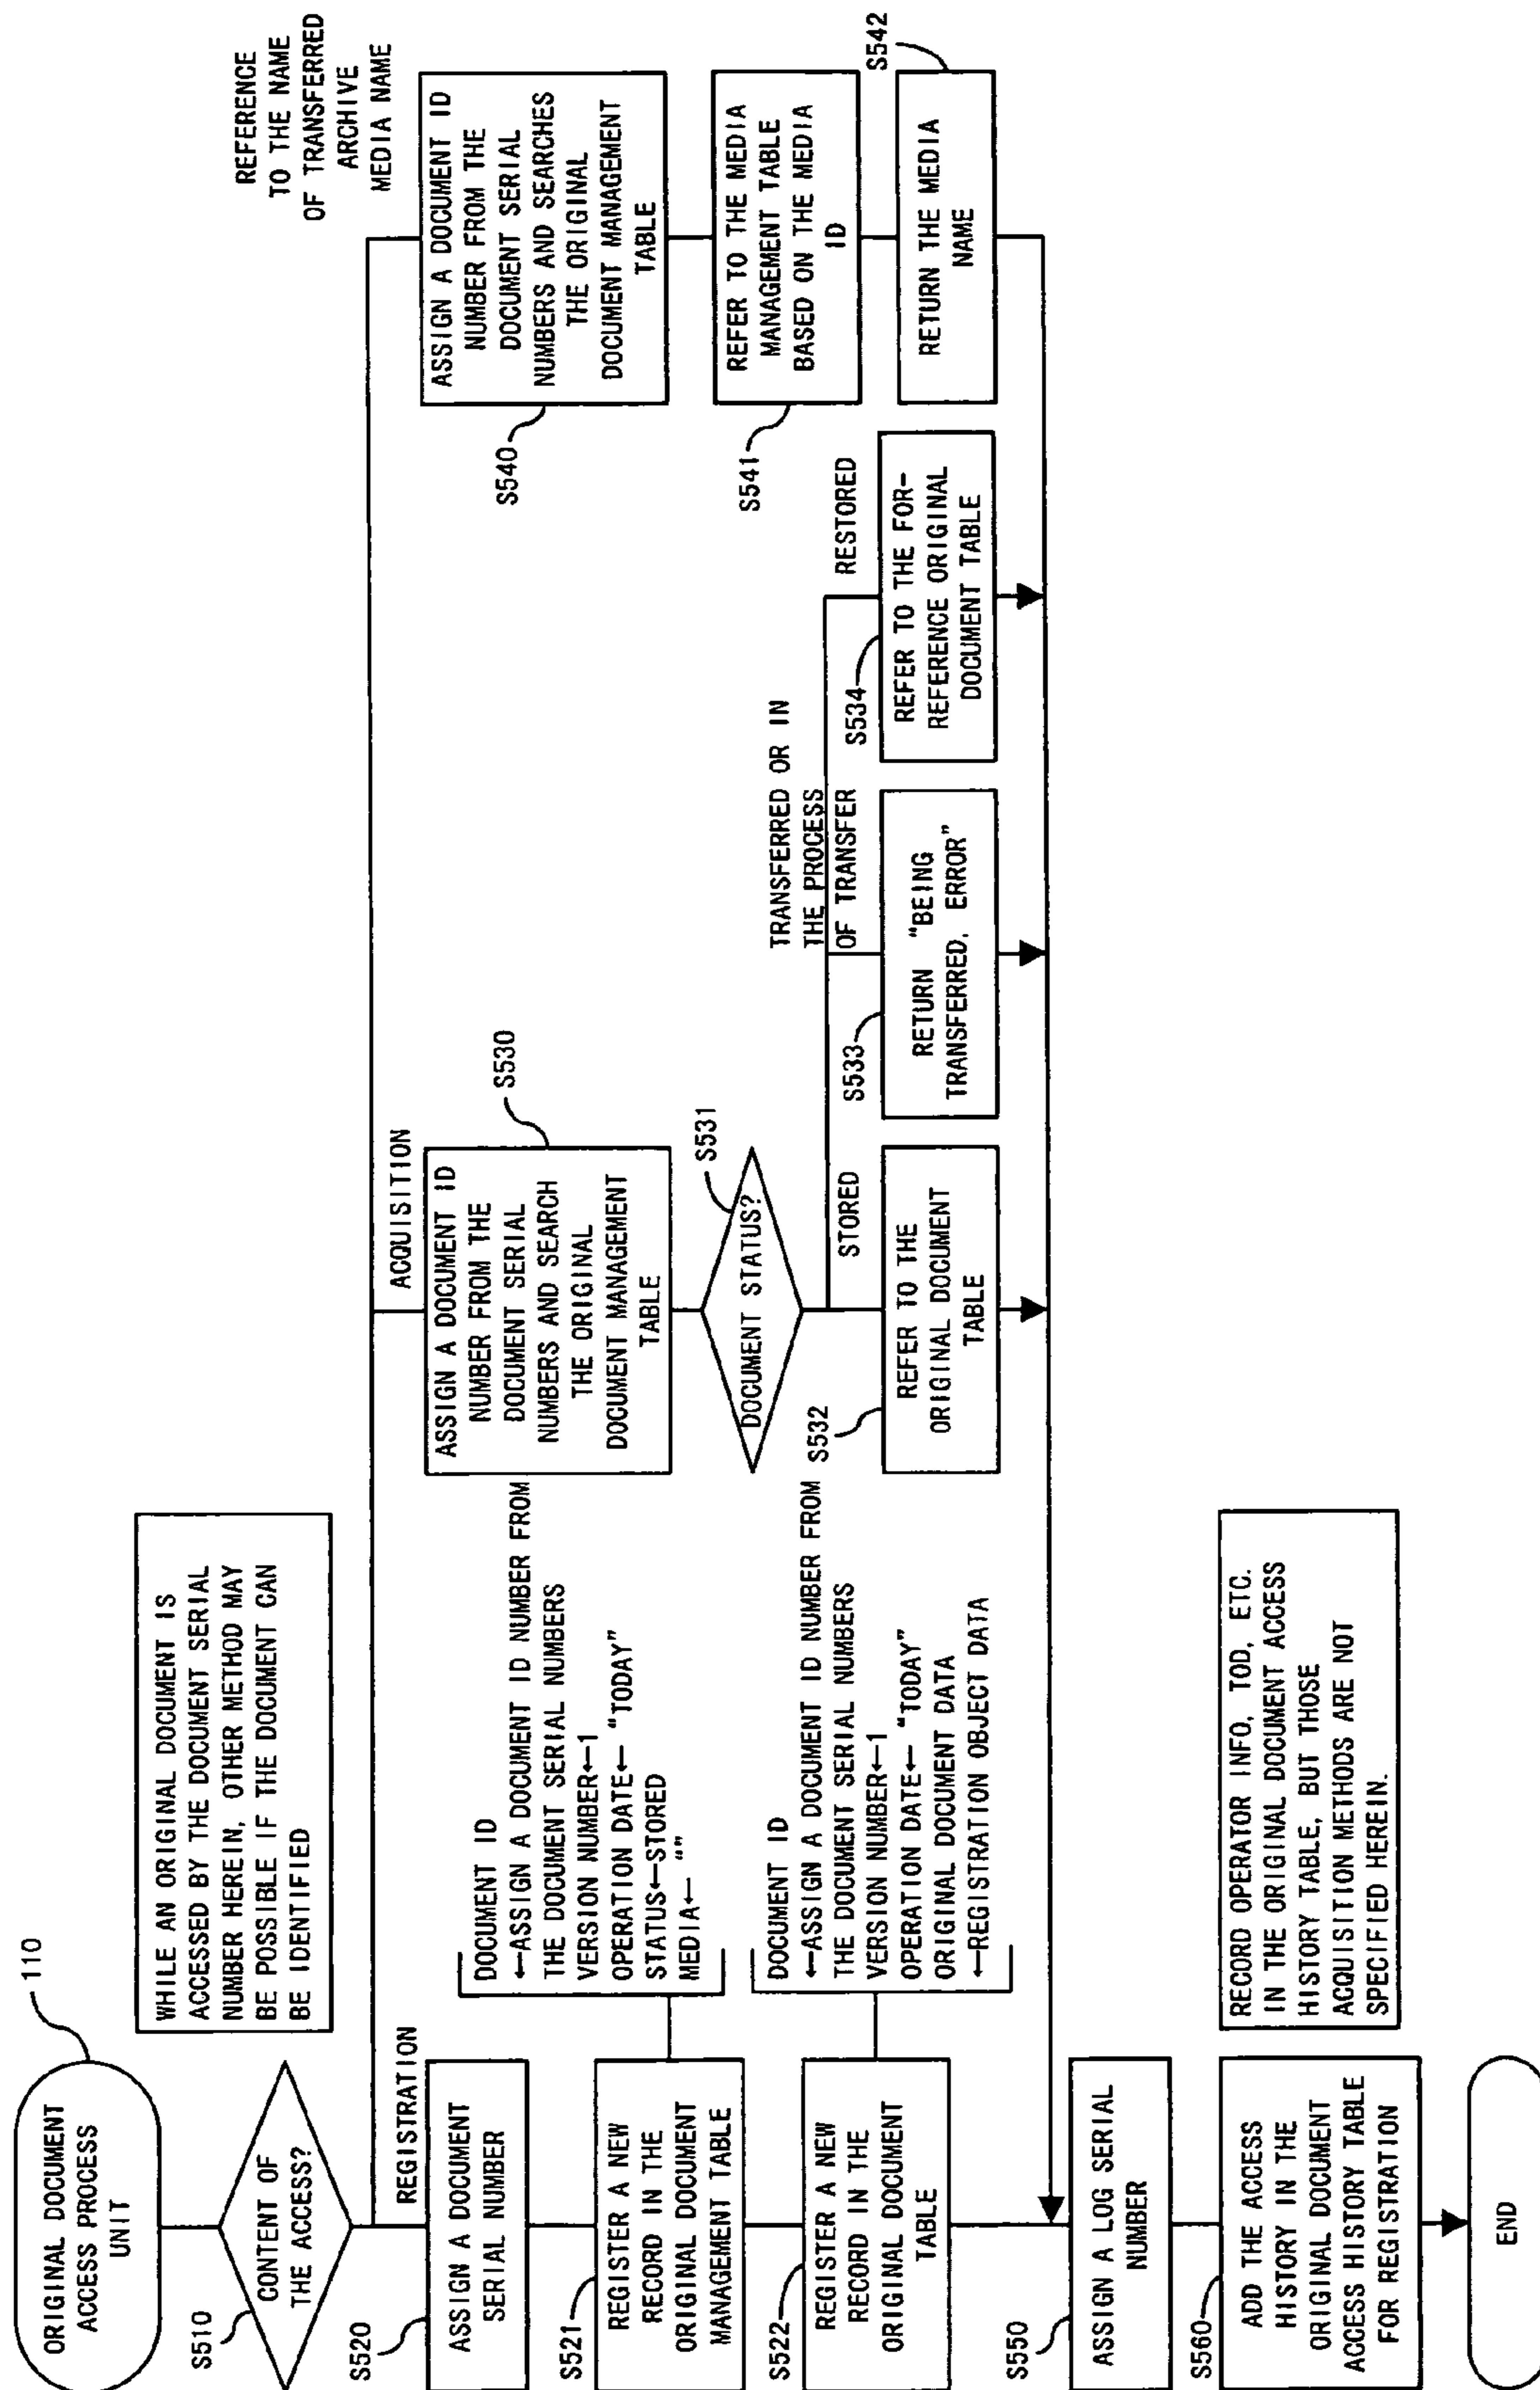 ORIGINAL DOCUMENT
ACCESS PROCESS
UNIT
110
WHILE AN ORIGINAL DOCUMENT IS
ACCESSED BY THE DOCUMENT SERIAL
NUMBER HEREIN, OTHER METHOD MAY
BE POSSIBLE IF THE DOCUMENT CAN
BE IDENTIFIED
S510
CONTENT OF
THE ACCESS?
REGISTRATION
S520
ASSIGN A DOCUMENT
SERIAL NUMBER
S521
REGISTER A NEW
RECORD IN THE
ORIGINAL DOCUMENT
MANAGEMENT TABLE
DOCUMENT ID
←ASSIGN A DOCUMENT ID NUMBER FROM
THE DOCUMENT SERIAL NUMBERS
VERSION NUMBER←1
OPERATION DATE← “TODAY”
STATUS←STORED
MEDIA← “”
S522
REGISTER A NEW
RECORD IN THE
ORIGINAL DOCUMENT
TABLE
DOCUMENT ID
←ASSIGN A DOCUMENT ID NUMBER FROM
THE DOCUMENT SERIAL NUMBERS
VERSION NUMBER←1
OPERATION DATE← “TODAY”
ORIGINAL DOCUMENT DATA
←REGISTRATION OBJECT DATA
ACQUISITION
S530
ASSIGN A DOCUMENT ID
NUMBER FROM THE
DOCUMENT SERIAL
NUMBERS AND SEARCH
THE ORIGINAL
DOCUMENT MANAGEMENT
TABLE
S531
DOCUMENT STATUS?
STORED
S532
REFER TO THE
ORIGINAL DOCUMENT
TABLE
TRANSFERRED OR IN
THE PROCESS
OF TRANSFER
S533
RETURN “BEING
TRANSFERRED, ERROR”
RESTORED
S534
REFER TO THE FOR-
REFERENCE ORIGINAL
DOCUMENT TABLE
REFERENCE
TO THE NAME
OF TRANSFERRED
ARCHIVE
MEDIA NAME
S540
ASSIGN A DOCUMENT ID
NUMBER FROM THE
DOCUMENT SERIAL
NUMBERS AND SEARCHES
THE ORIGINAL
DOCUMENT MANAGEMENT
TABLE
S541
REFER TO THE MEDIA
MANAGEMENT TABLE
BASED ON THE MEDIA
ID
S542
RETURN THE MEDIA
NAME
S550
ASSIGN A LOG SERIAL
NUMBER
S560
ADD THE ACCESS
HISTORY IN THE
ORIGINAL DOCUMENT
ACCESS HISTORY TABLE
FOR REGISTRATION
RECORD OPERATOR INFO, TOD, ETC.
IN THE ORIGINAL DOCUMENT ACCESS
HISTORY TABLE, BUT THOSE
ACQUISITION METHODS ARE NOT
SPECIFIED HEREIN.
END